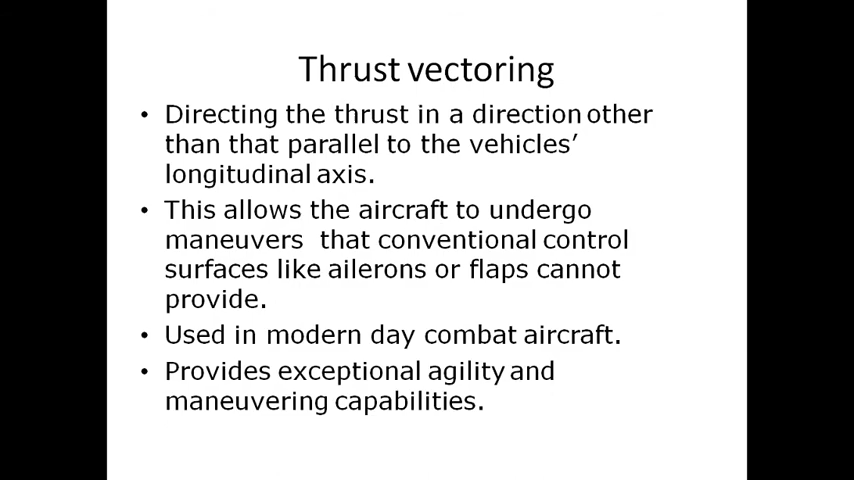 Thrust vectoring
• Directing the thrust in a direction other
than that parallel to the vehicles’
longitudinal axis.
• This allows the aircraft to undergo
maneuvers  that conventional control
surfaces like ailerons or flaps cannot
provide.
• Used in modern day combat aircraft.
• Provides exceptional agility and
maneuvering capabilities.